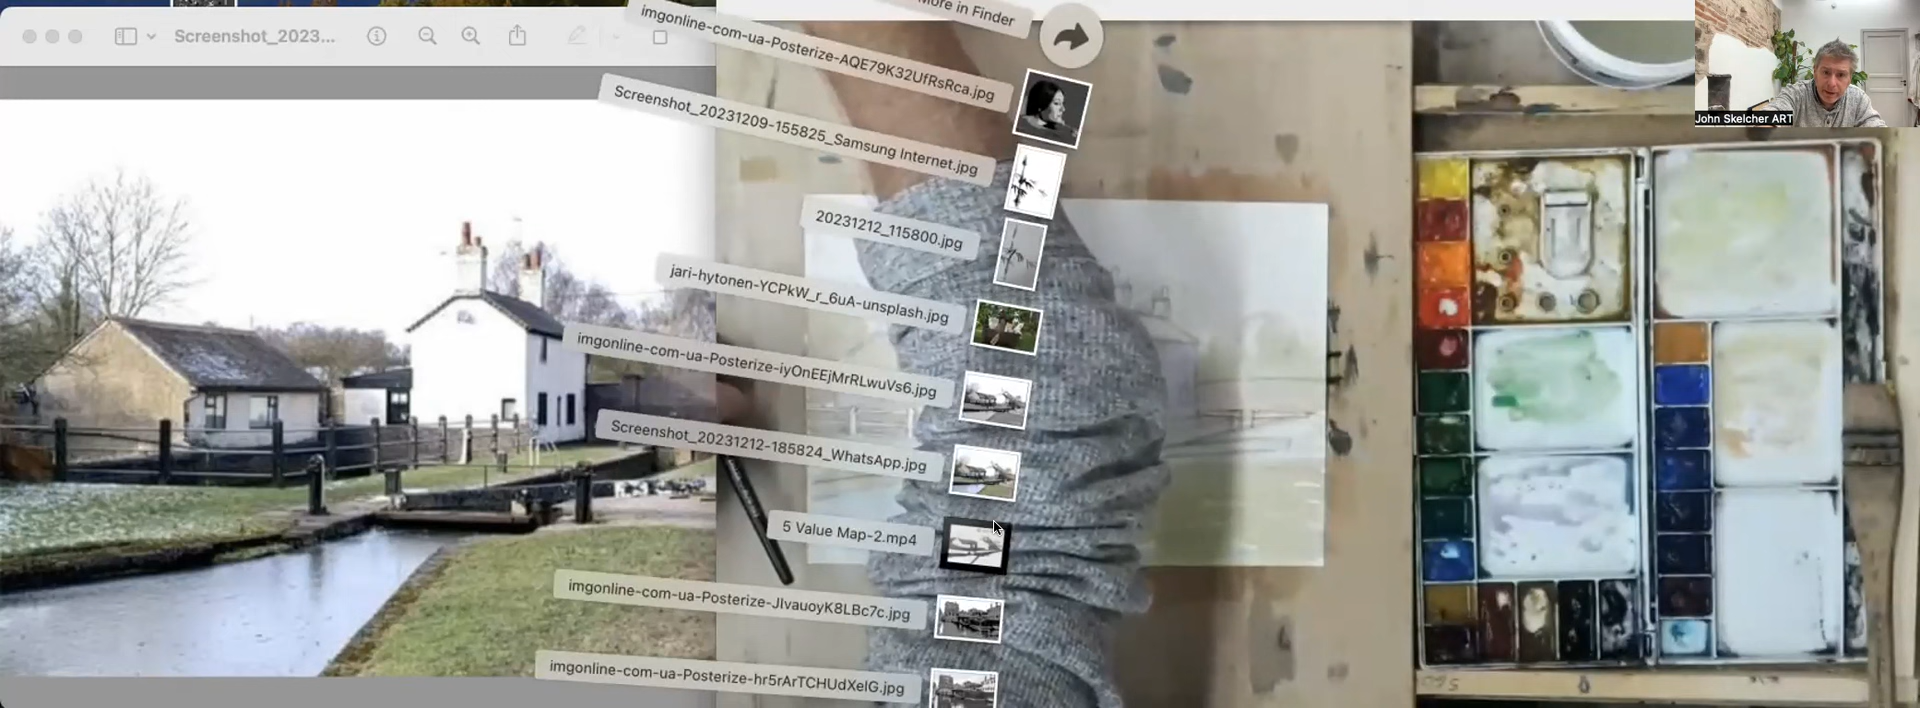 More in Finder
Screenshot_2023...
imgonline-com-ua-Posterize-AQE79K32UfRsRca.jpg
Screenshot_20231209-155825_Samsung Internet.jpg
John Skelcher ART
20231212_115800.jpg
jari-hytonen-YCPkW_r_6uA-unsplash.jpg
imgonline-com-ua-Posterize-iyOnEEjMrRLwuVs6.jpg
Screenshot_20231212-185824_WhatsApp.jpg
5 Value Map-2.mp4
imgonline-com-ua-Posterize-JIvauoyK8LBc7c.jpg
imgonline-com-ua-Posterize-hr5rArTCHUdXeIG.jpg